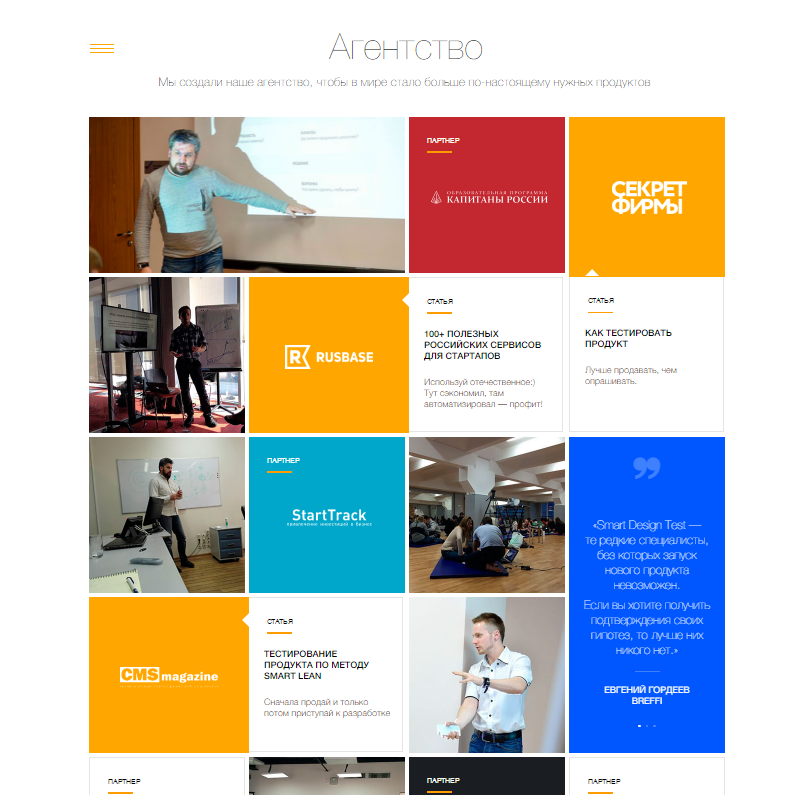 Агентство
Мы создали наше агентство, чтобы в мире стало больше по-настоящему нужных продуктов
ПАРТНЕР
ОБРАЗОВАТЕЛЬНАЯ ПРОГРАММА
КАПИТАНЫ РОССИИ
СЕКРЕТ
ФИРМЫ
RUSBASE
СТАТЬЯ
100+ ПОЛЕЗНЫХ
РОССИЙСКИХ СЕРВИСОВ
ДЛЯ СТАРТАПОВ
Используй отечественное:)
Тут сэкономил, там
автоматизировал — профит!
СТАТЬЯ
КАК ТЕСТИРОВАТЬ
ПРОДУКТ
Лучше продавать, чем
опрашивать.
ПАРТНЕР
StartTrack
привлечение инвестиций в бизнес
«Smart Design Test —
те редкие специалисты,
без которых запуск
нового продукта
невозможен.
Если вы хотите получить
подтверждения своих
гипотез, то лучше них
никого нет.»
ЕВГЕНИЙ ГОРДЕЕВ
BREFFI
CMSmagazine
СТАТЬЯ
ТЕСТИРОВАНИЕ
ПРОДУКТА ПО МЕТОДУ
SMART LEAN
Сначала продай и только
потом приступай к разработке
ПАРТНЕР
ПАРТНЕР
ПАРТНЕР